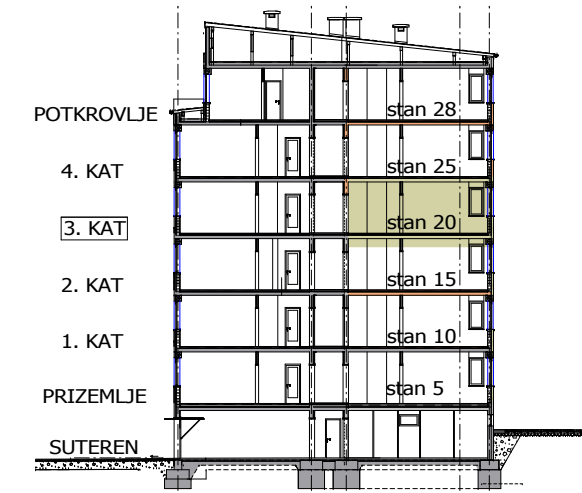 POTKROVLJE stan 28
4. KAT stan 25
3. KAT stan 20
2. KAT stan 15
1. KAT stan 10
PRIZEMLJE stan 5
SUTEREN